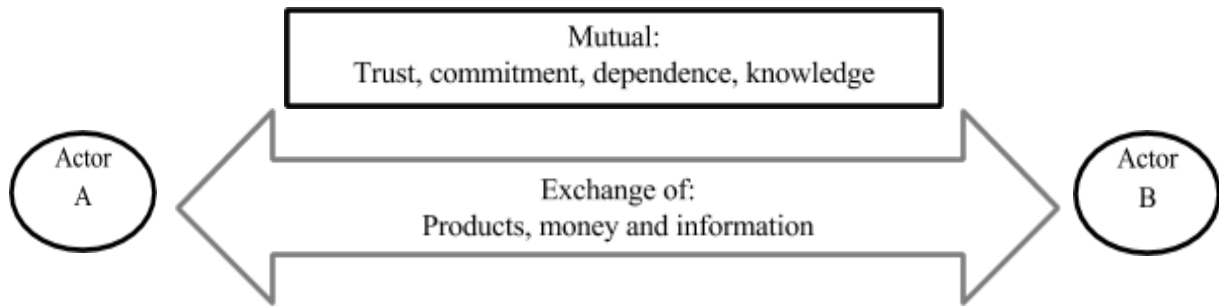 Mutual:
Trust, commitment, dependence, knowledge
Actor
A
Exchange of:
Products, money and information
Actor
B